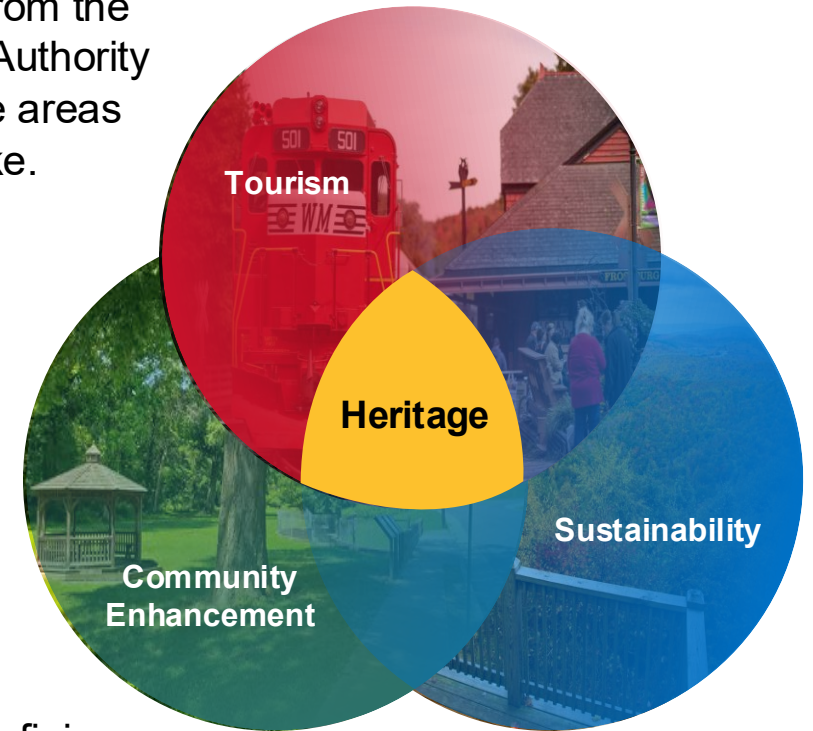 rom the
Authority
e areas
ke.
501 501
Tourism
WM
Heritage
Sustainability
Community
Enhancement